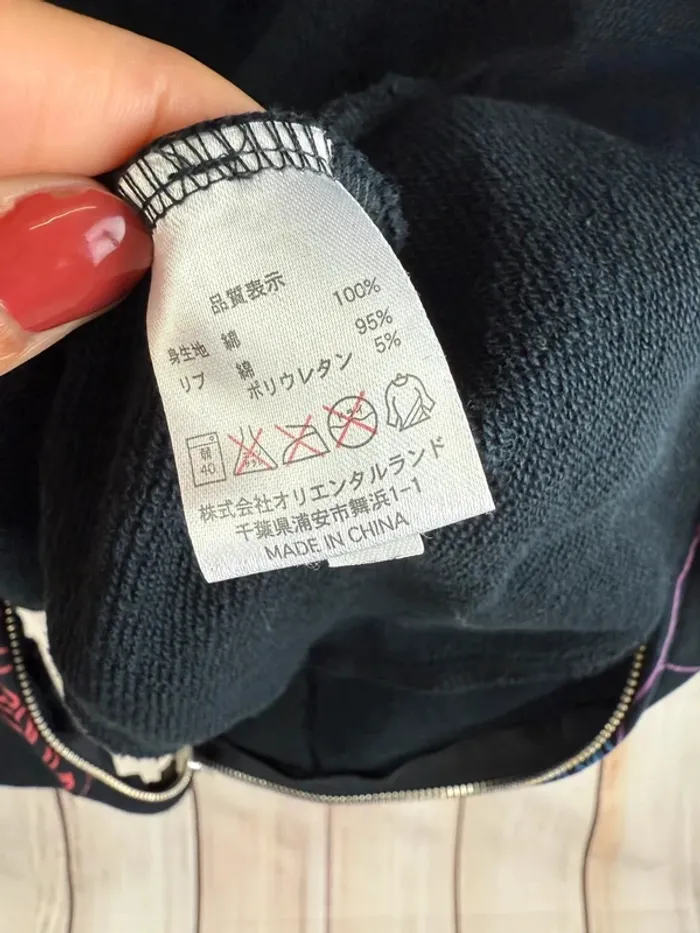 品質表示
身生地 綿 100%
リブ 綿 95%
ポリウレタン 5%
弱
40
株式会社オリエンタルランド
千葉県浦安市舞浜1-1
MADE IN CHINA